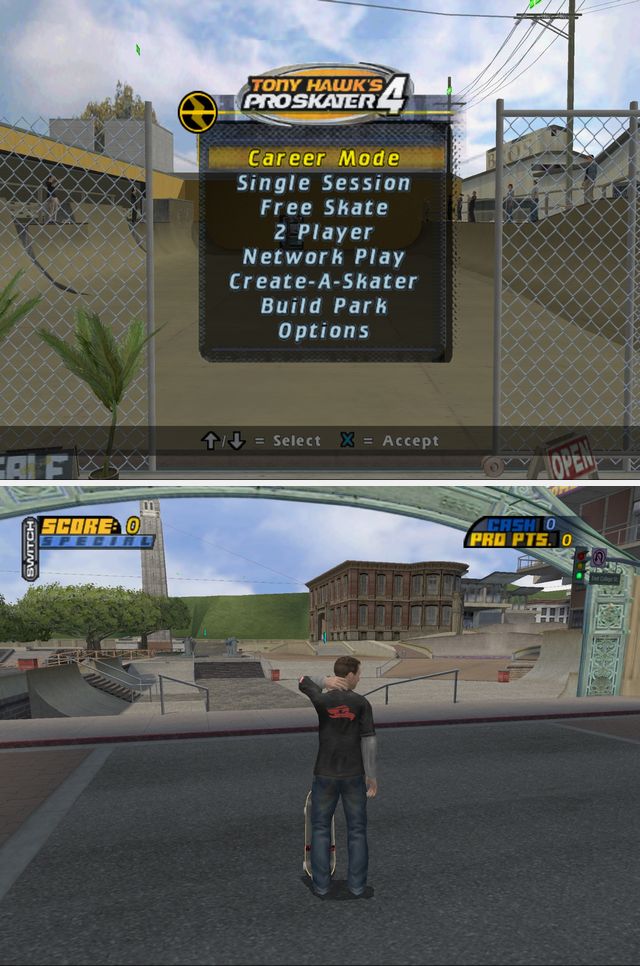 TONY HAWK'S
PRO SKATER 4
Career Mode
Single Session
Free Skate
2 Player
Network Play
Create-A-Skater
Build Park
Options
/ = Select X = Accept
OPEN
SWITCH
SCORE: 0
SPECIAL
CASH 0
PRO PTS. 0